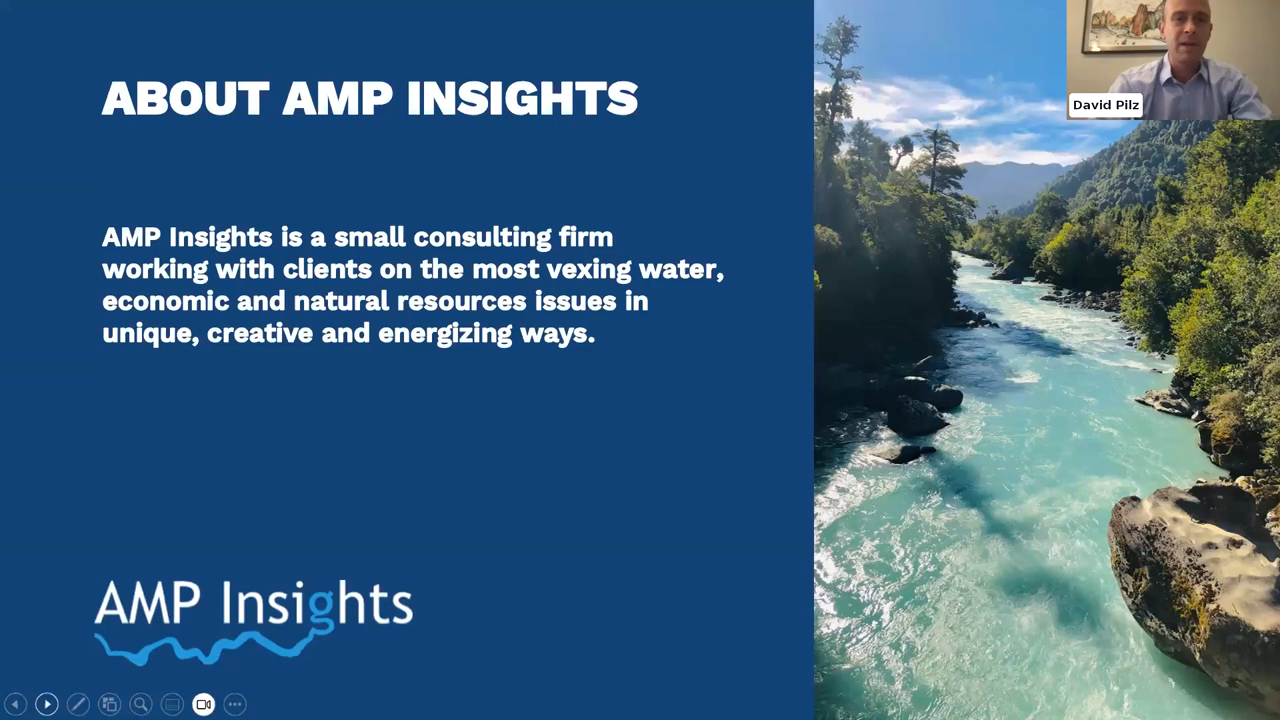 ABOUT AMP INSIGHTS
David Pilz
AMP Insights is a small consulting firm
working with clients on the most vexing water,
economic and natural resources issues in
unique, creative and energizing ways.
AMP Insights